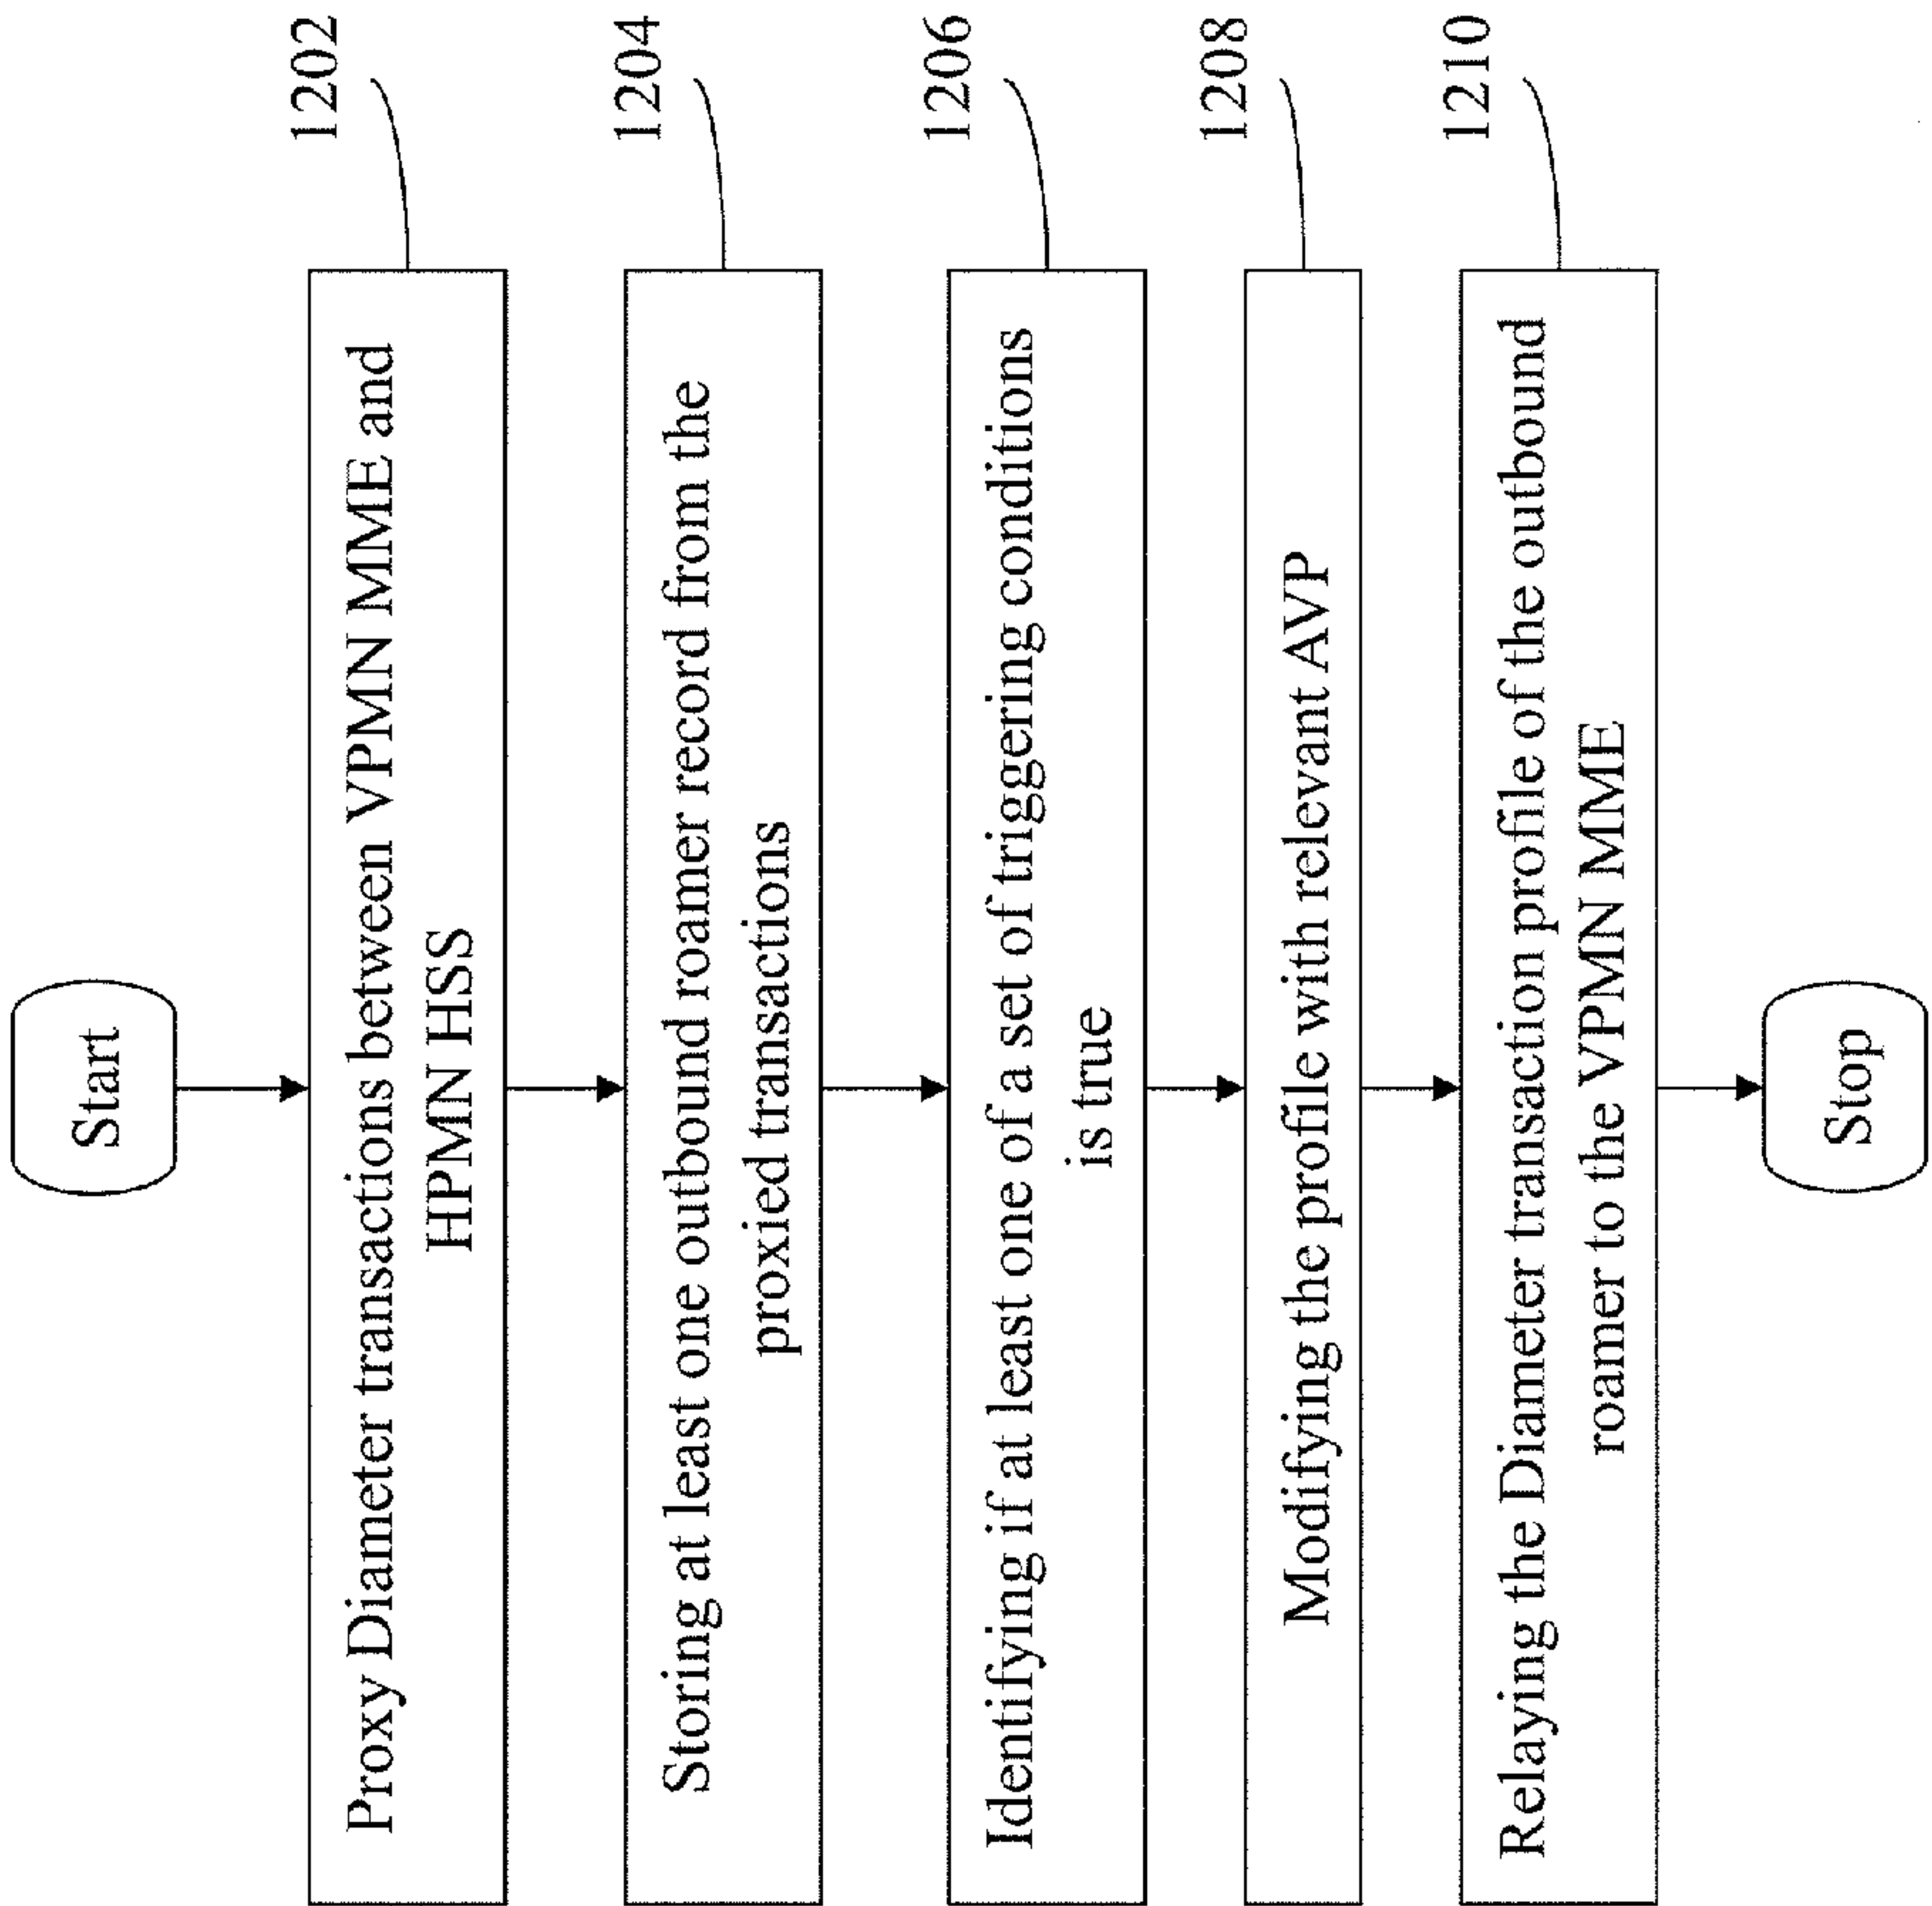 Start
Proxy Diameter transactions between VPMN MME and
HPMN HSS
1202
Storing at least one outbound roamer record from the
proxied transactions
1204
Identifying if at least one of a set of triggering conditions
is true
1206
Modifying the profile with relevant AVP
1208
Relaying the Diameter transaction profile of the outbound
roamer to the VPMN MME
1210
Stop